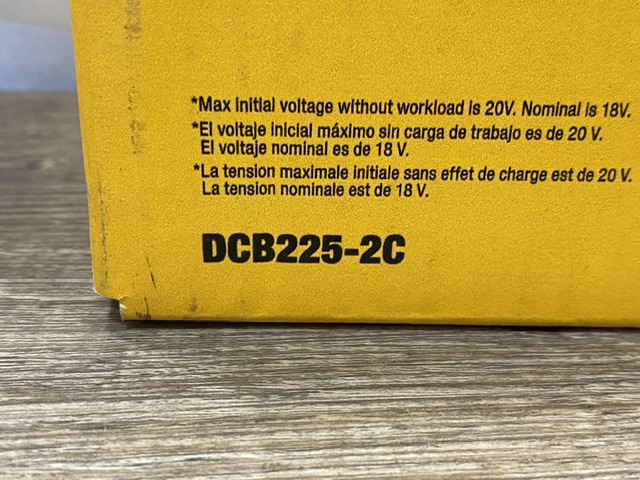 *Max initial voltage without workload is 20V. Nominal is 18V.
*El voltaje inicial máximo sin carga de trabajo es de 20 V.
El voltaje nominal es de 18 V.
*La tension maximale initiale sans effet de charge est de 20 V.
La tension nominale est de 18 V.
DCB225-2C